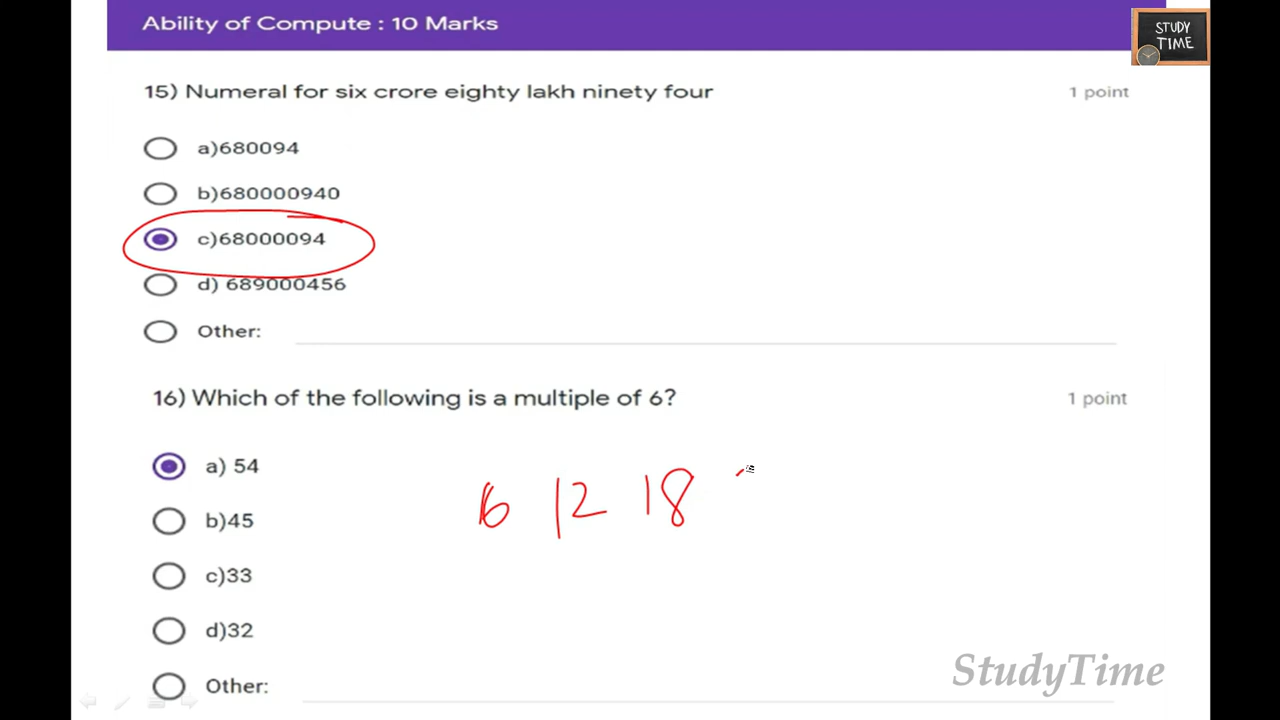 Ability of Compute : 10 Marks
STUDY
TIME
15) Numeral for six crore eighty lakh ninety four
1 point
a)680094
b)680000940
c)68000094
d) 689000456
Other:
16) Which of the following is a multiple of 6?
1 point
a) 54
b)45
c)33
d)32
Other:
6 12 18
StudyTime